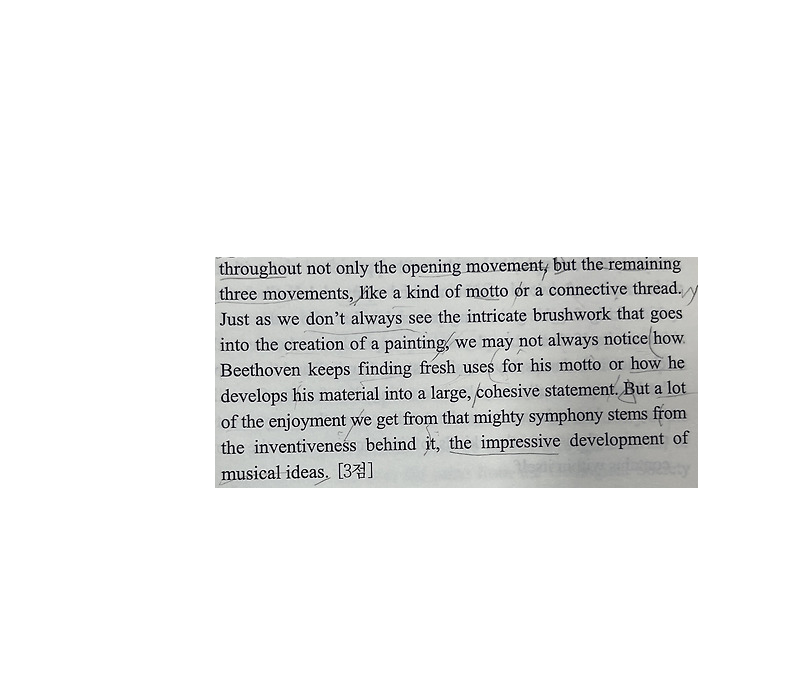 throughout not only the opening movement, but the remaining
three movements, like a kind of motto or a connective thread.
Just as we don't always see the intricate brushwork that goes
into the creation of a painting, we may not always notice how
Beethoven keeps finding fresh uses for his motto or how he
develops his material into a large, cohesive statement. But a lot
of the enjoyment we get from that mighty symphony stems from
the inventiveness behind it, the impressive development of
musical ideas. [3점]